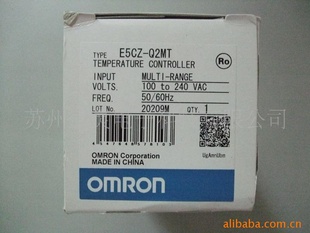 TYPE E5CZ-Q2MT
TEMPERATURE CONTROLLER
Ro
INPUT MULTI-RANGE
VOLTS. 100 to 240 VAC
FREQ. 50/60Hz
LOT No. 20209M QTY. 1
OMRON Corporation
MADE IN CHINA
OMRON
alibaba.com.cn